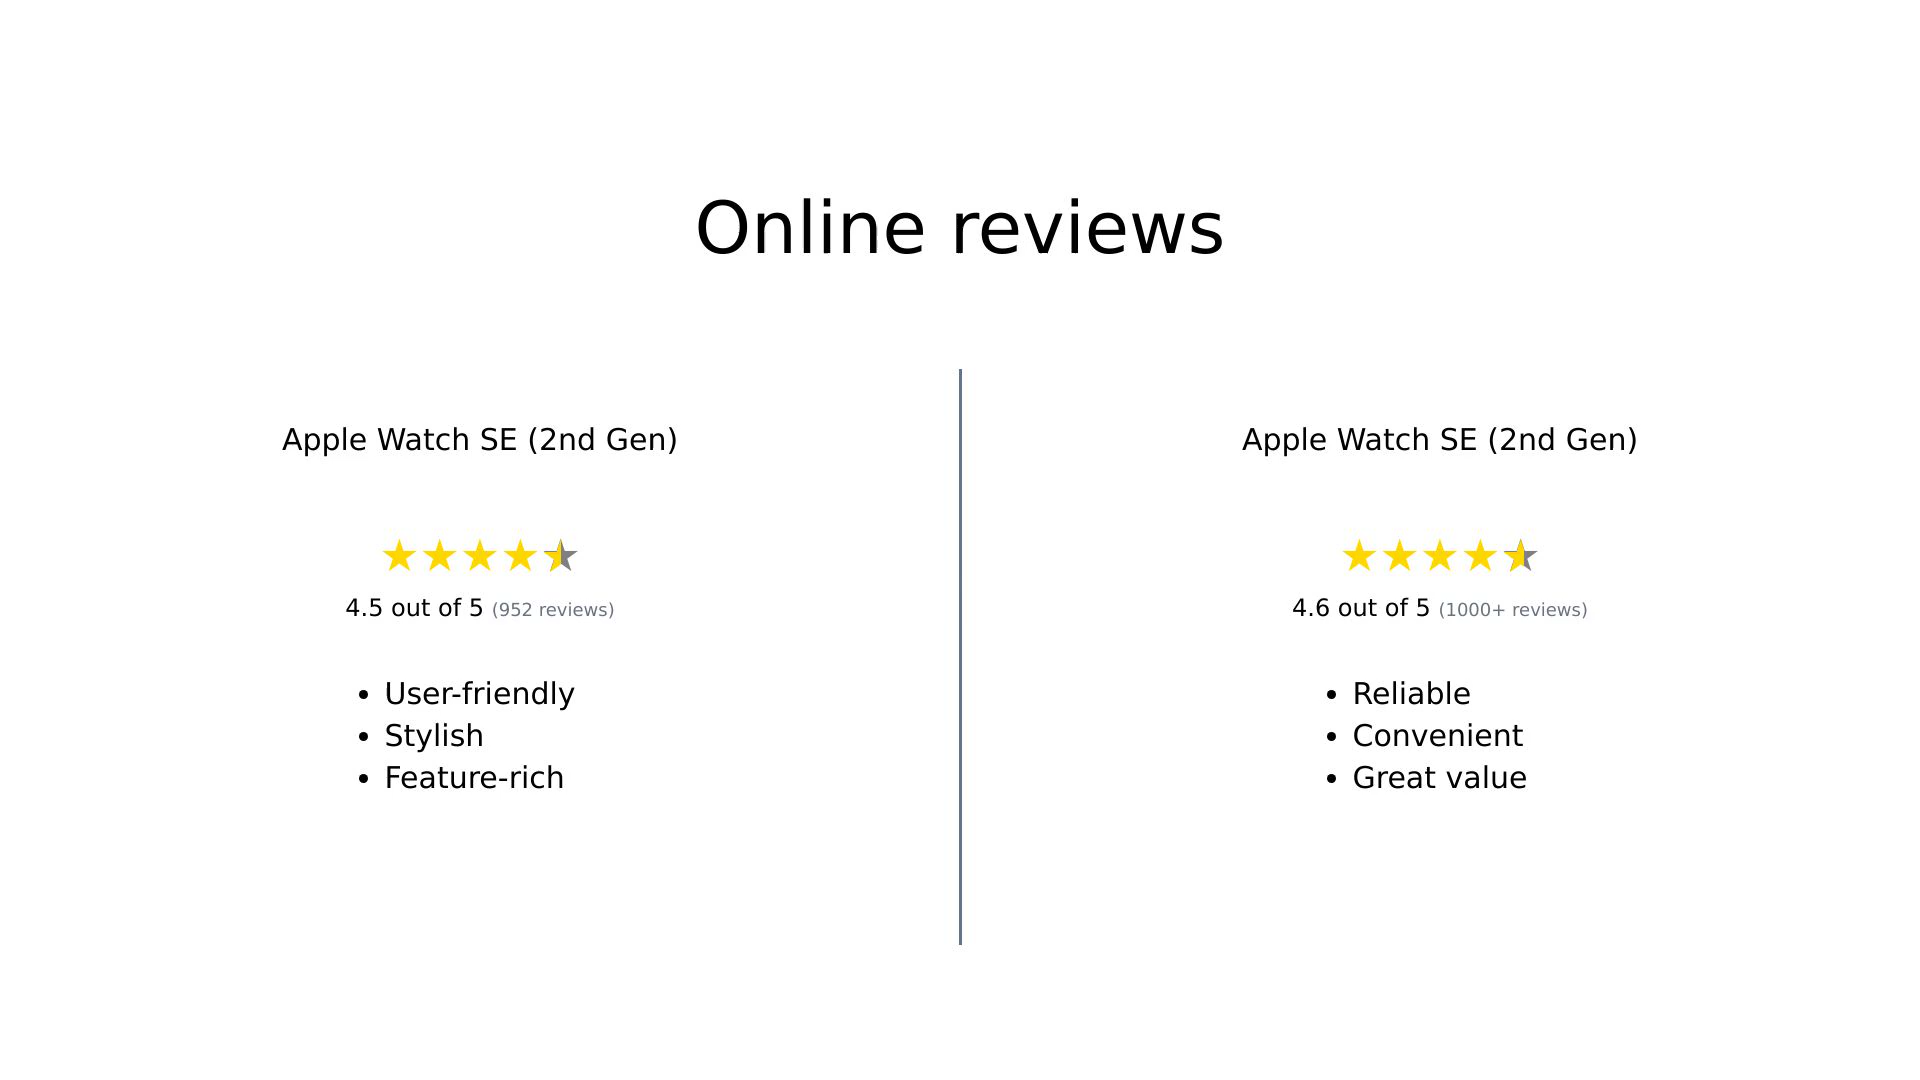 Online reviews
Apple Watch SE (2nd Gen)
4.5 out of 5 (952 reviews)
• User-friendly
• Stylish
• Feature-rich
Apple Watch SE (2nd Gen)
4.6 out of 5 (1000+ reviews)
• Reliable
• Convenient
• Great value